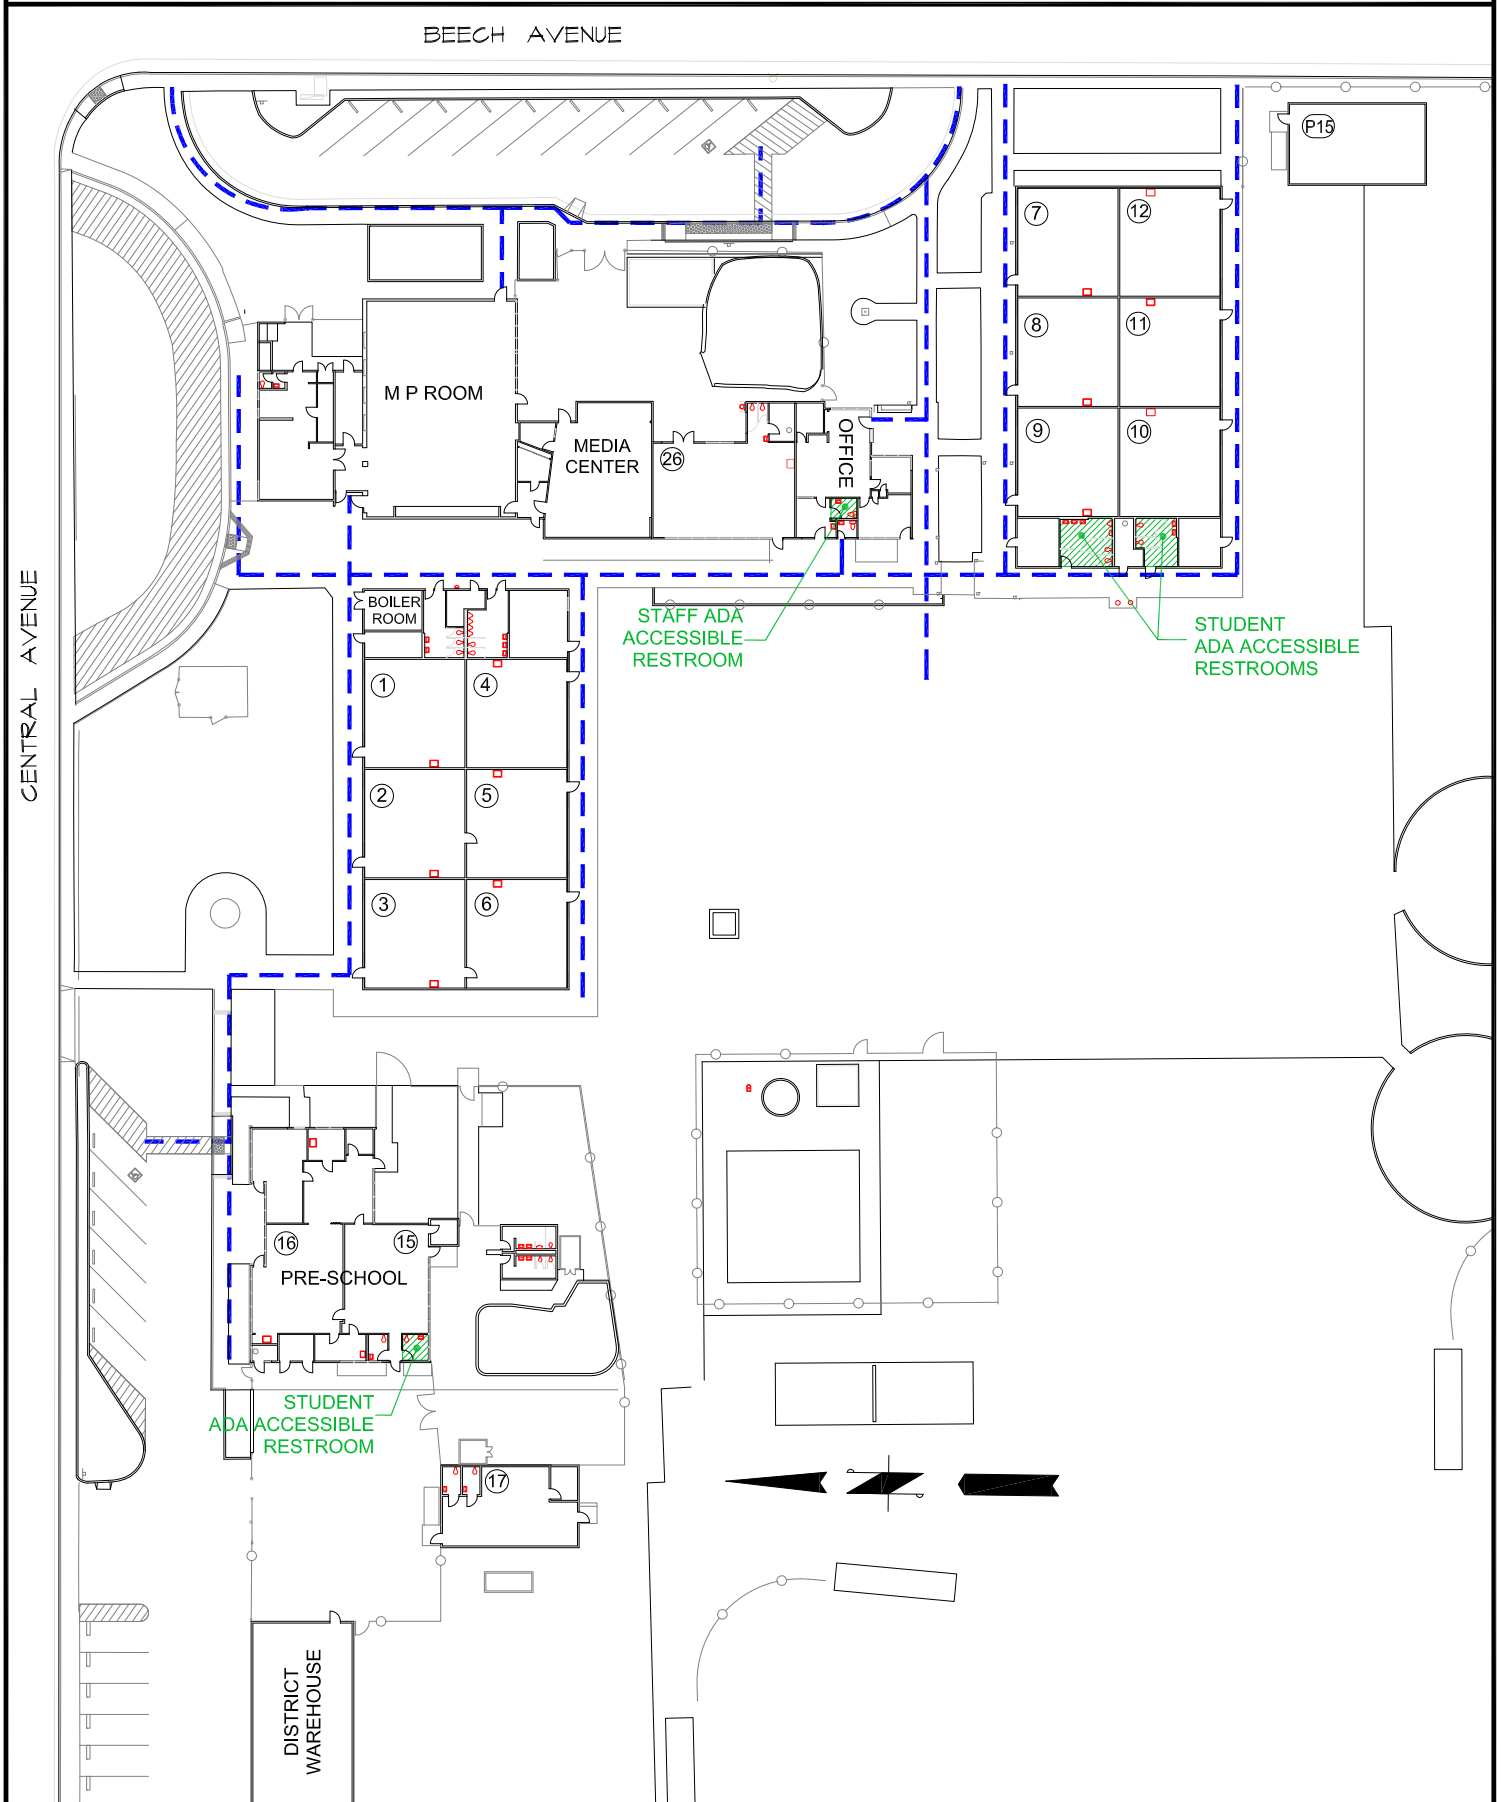 BEECH AVENUE
P15
7
12
8
11
9
10
M P ROOM
MEDIA
CENTER
26
OFFICE
CENTRAL AVENUE
BOILER
ROOM
STAFF ADA
ACCESSIBLE
RESTROOM
STUDENT
ADA ACCESSIBLE
RESTROOMS
1
4
2
5
3
6
16
15
PRE-SCHOOL
STUDENT
ADA ACCESSIBLE
RESTROOM
17
DISTRICT
WAREHOUSE